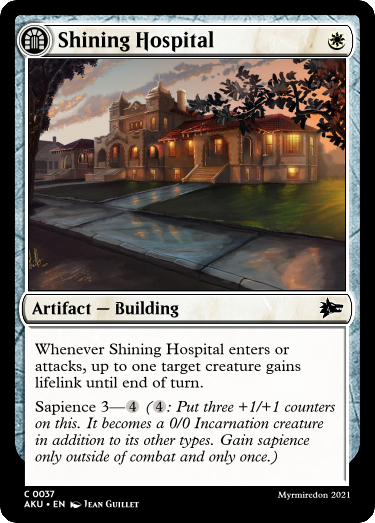 Shining Hospital
Artifact — Building
Whenever Shining Hospital enters or
attacks, up to one target creature gains
lifelink until end of turn.
Sapience 3—4 (4: Put three +1/+1 counters
on this. It becomes a 0/0 Incarnation creature
in addition to its other types. Gain sapience
only outside of combat and only once.)
C 0037
AKU • EN Jean Guillet
Myrmiredon 2021